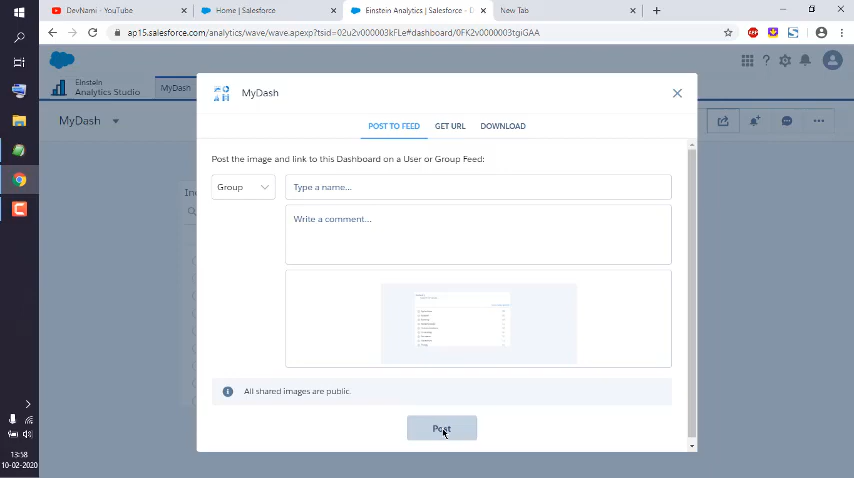 DevNami - YouTube
Home | Salesforce
Einstein Analytics | Salesforce - D
New Tab
ap15.salesforce.com/analytics/wave/wave.apexp?tsid=02u2v000003kFLe#dashboard/0FK2v0000003tgiGAA
Einstein
Analytics Studio
MyDash
MyDash
MyDash
POST TO FEED
GET URL
DOWNLOAD
Post the image and link to this Dashboard on a User or Group Feed:
Group
Type a name...
Write a comment...
All shared images are public.
Post
13:58
10-02-2020